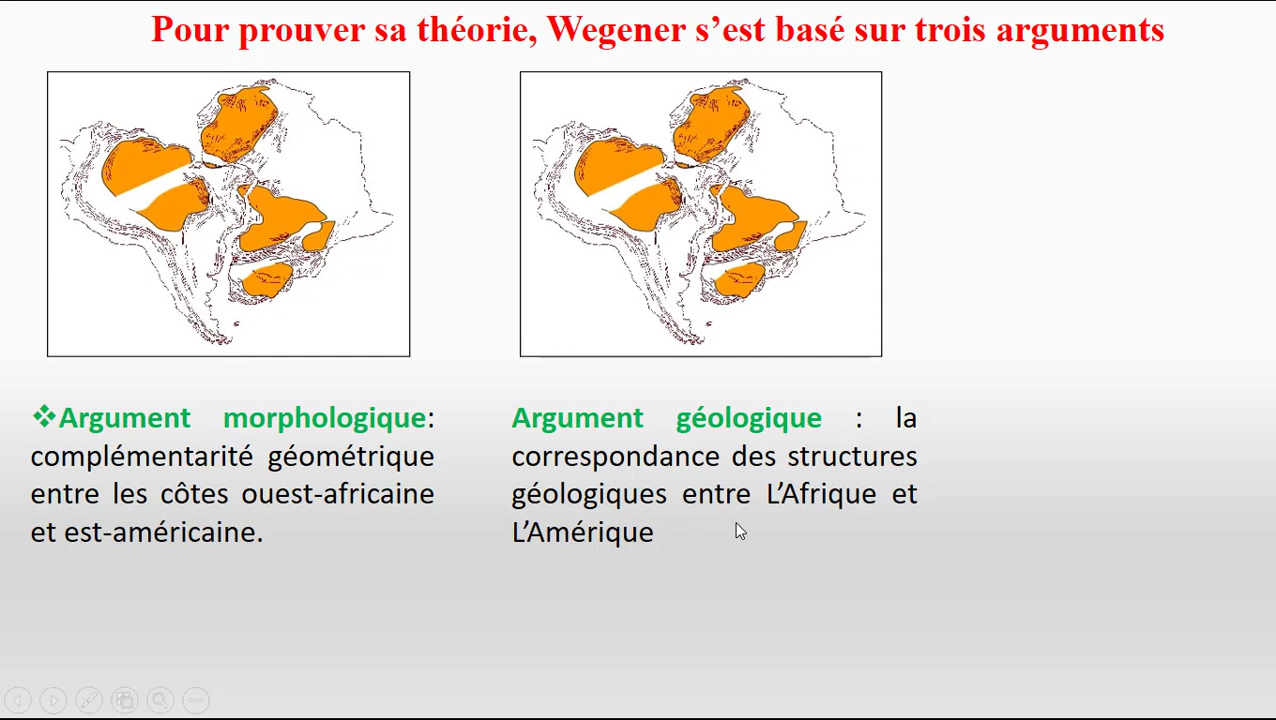 Pour prouver sa théorie, Wegener s’est basé sur trois arguments
❖Argument morphologique:
complémentarité géométrique
entre les côtes ouest-africaine
et est-américaine.
Argument géologique : la
correspondance des structures
géologiques entre L’Afrique et
L’Amérique